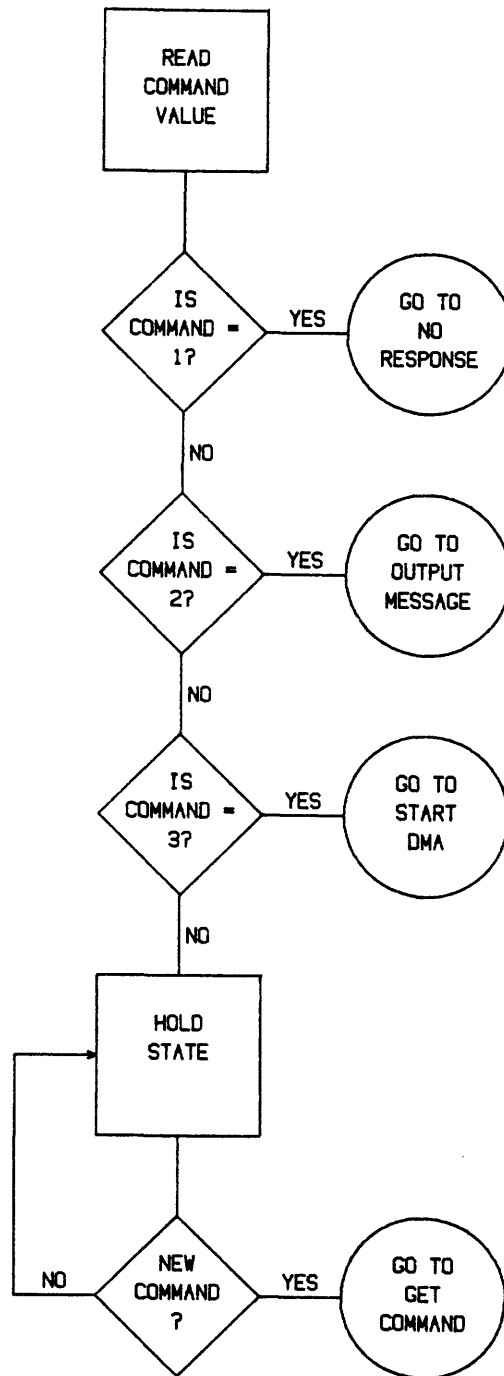 READ
COMMAND
VALUE
IS
COMMAND =
1?
YES
GO TO
NO
RESPONSE
NO
IS
COMMAND =
2?
YES
GO TO
OUTPUT
MESSAGE
NO
IS
COMMAND =
3?
YES
GO TO
START
DMA
NO
HOLD
STATE
NO
NEW
COMMAND
?
YES
GO TO
GET
COMMAND